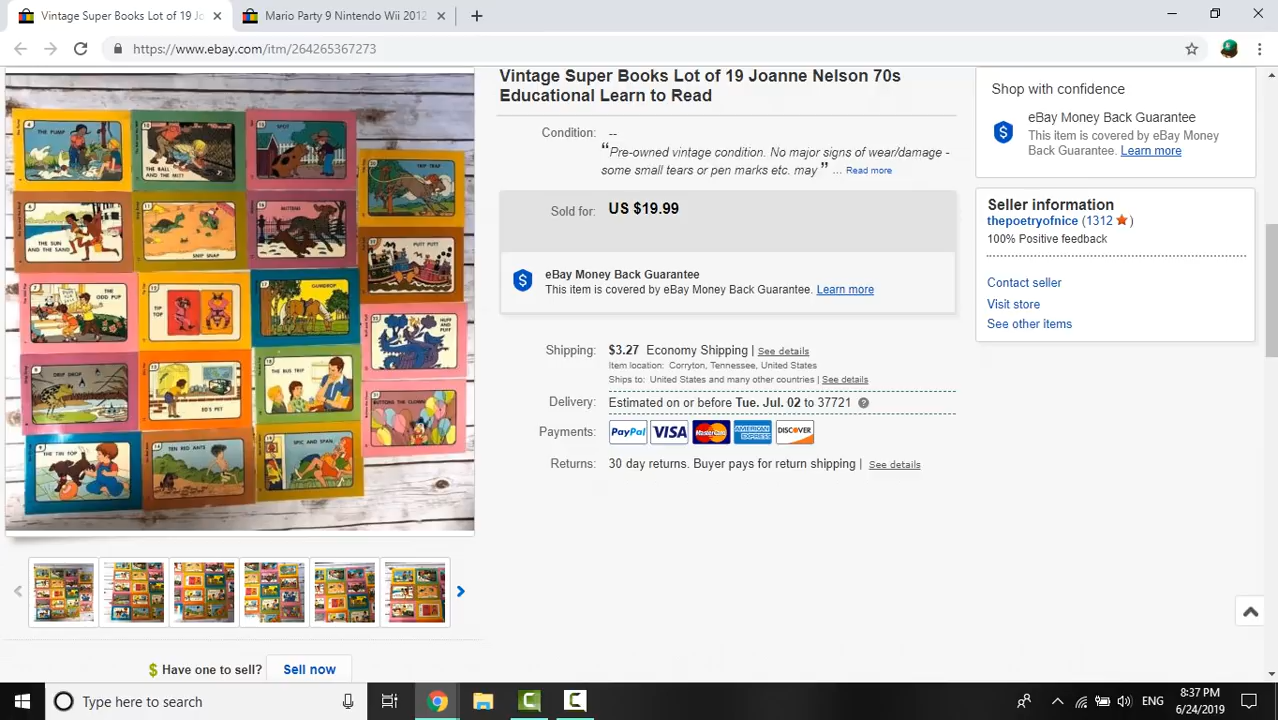 Vintage Super Books Lot of 19 Jo
Mario Party 9 Nintendo Wii 2012
https://www.ebay.com/itm/264265367273
Vintage Super Books Lot of 19 Joanne Nelson 70s
Educational Learn to Read
Condition: --
“Pre-owned vintage condition. No major signs of wear/damage -
some small tears or pen marks etc. may ” ... Read more
Sold for: US $19.99
eBay Money Back Guarantee
This item is covered by eBay Money Back Guarantee. Learn more
Shipping: $3.27 Economy Shipping | See details
Item location: Corryton, Tennessee, United States
Ships to: United States and many other countries | See details
Delivery: Estimated on or before Tue. Jul. 02 to 37721
Payments: PayPal VISA MasterCard AMERICAN EXPRESS DISCOVER
Returns: 30 day returns. Buyer pays for return shipping | See details
Shop with confidence
eBay Money Back Guarantee
This item is covered by eBay Money
Back Guarantee. Learn more
Seller information
thepoetryofnice (1312 )
100% Positive feedback
Contact seller
Visit store
See other items
THE PUMP
THE BALL
AND THE MITT
SPOT
TRIP TRAP
THE SUN
AND THE SAND
SNIP SNAP
BUTTONS
PUTT PUTT
THE
ODD PUP
TIP
TOP
GUMDROP
HUFF
AND
PUFF
DRIP DROP
JO'S PET
THE BUS TRIP
BUTTONS THE CLOWN
THE TIN TOP
TEN RED ANTS
SPIC AND SPAN
Have one to sell? Sell now
Type here to search
ENG
8:37 PM
6/24/2019